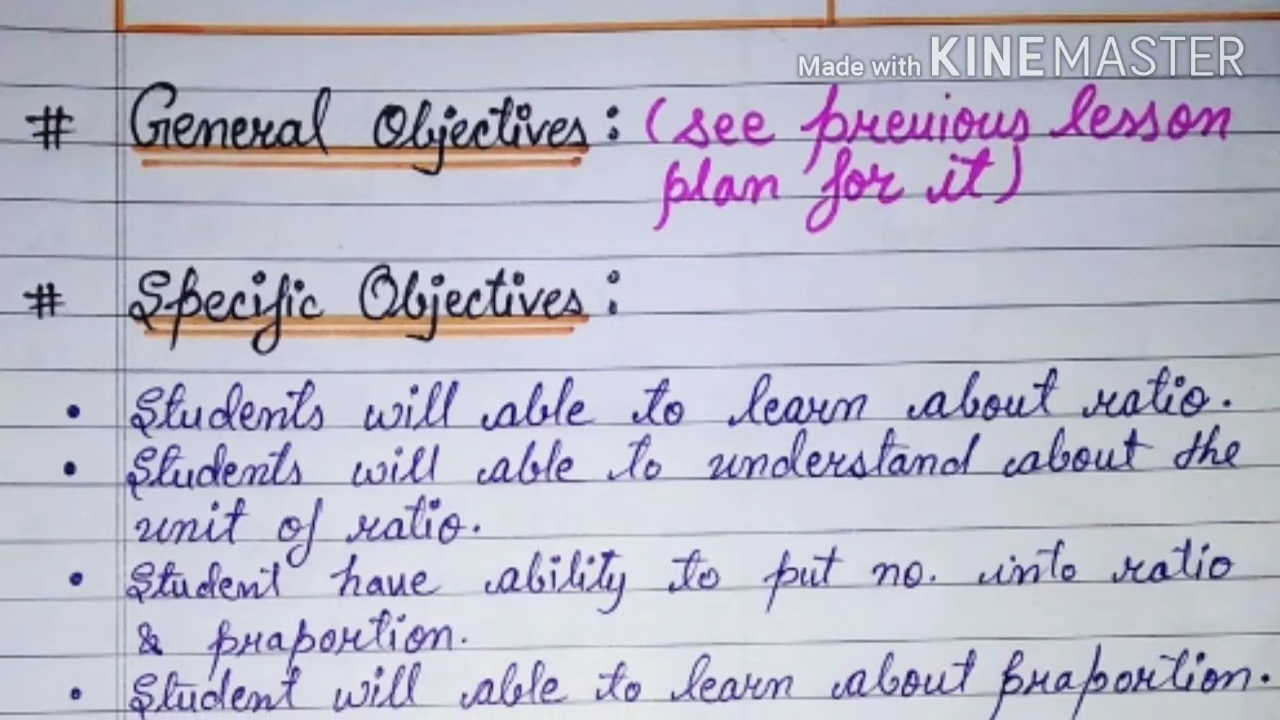 Made with KINEMASTER
# General Objectives : (see previous lesson
plan for it)
# Specific Objectives :
• Students will able to learn about ratio.
• Students will able to understand about the
unit of ratio.
• Student have ability to put no. into ratio
& praportion.
• Student will able to learn about praportion.